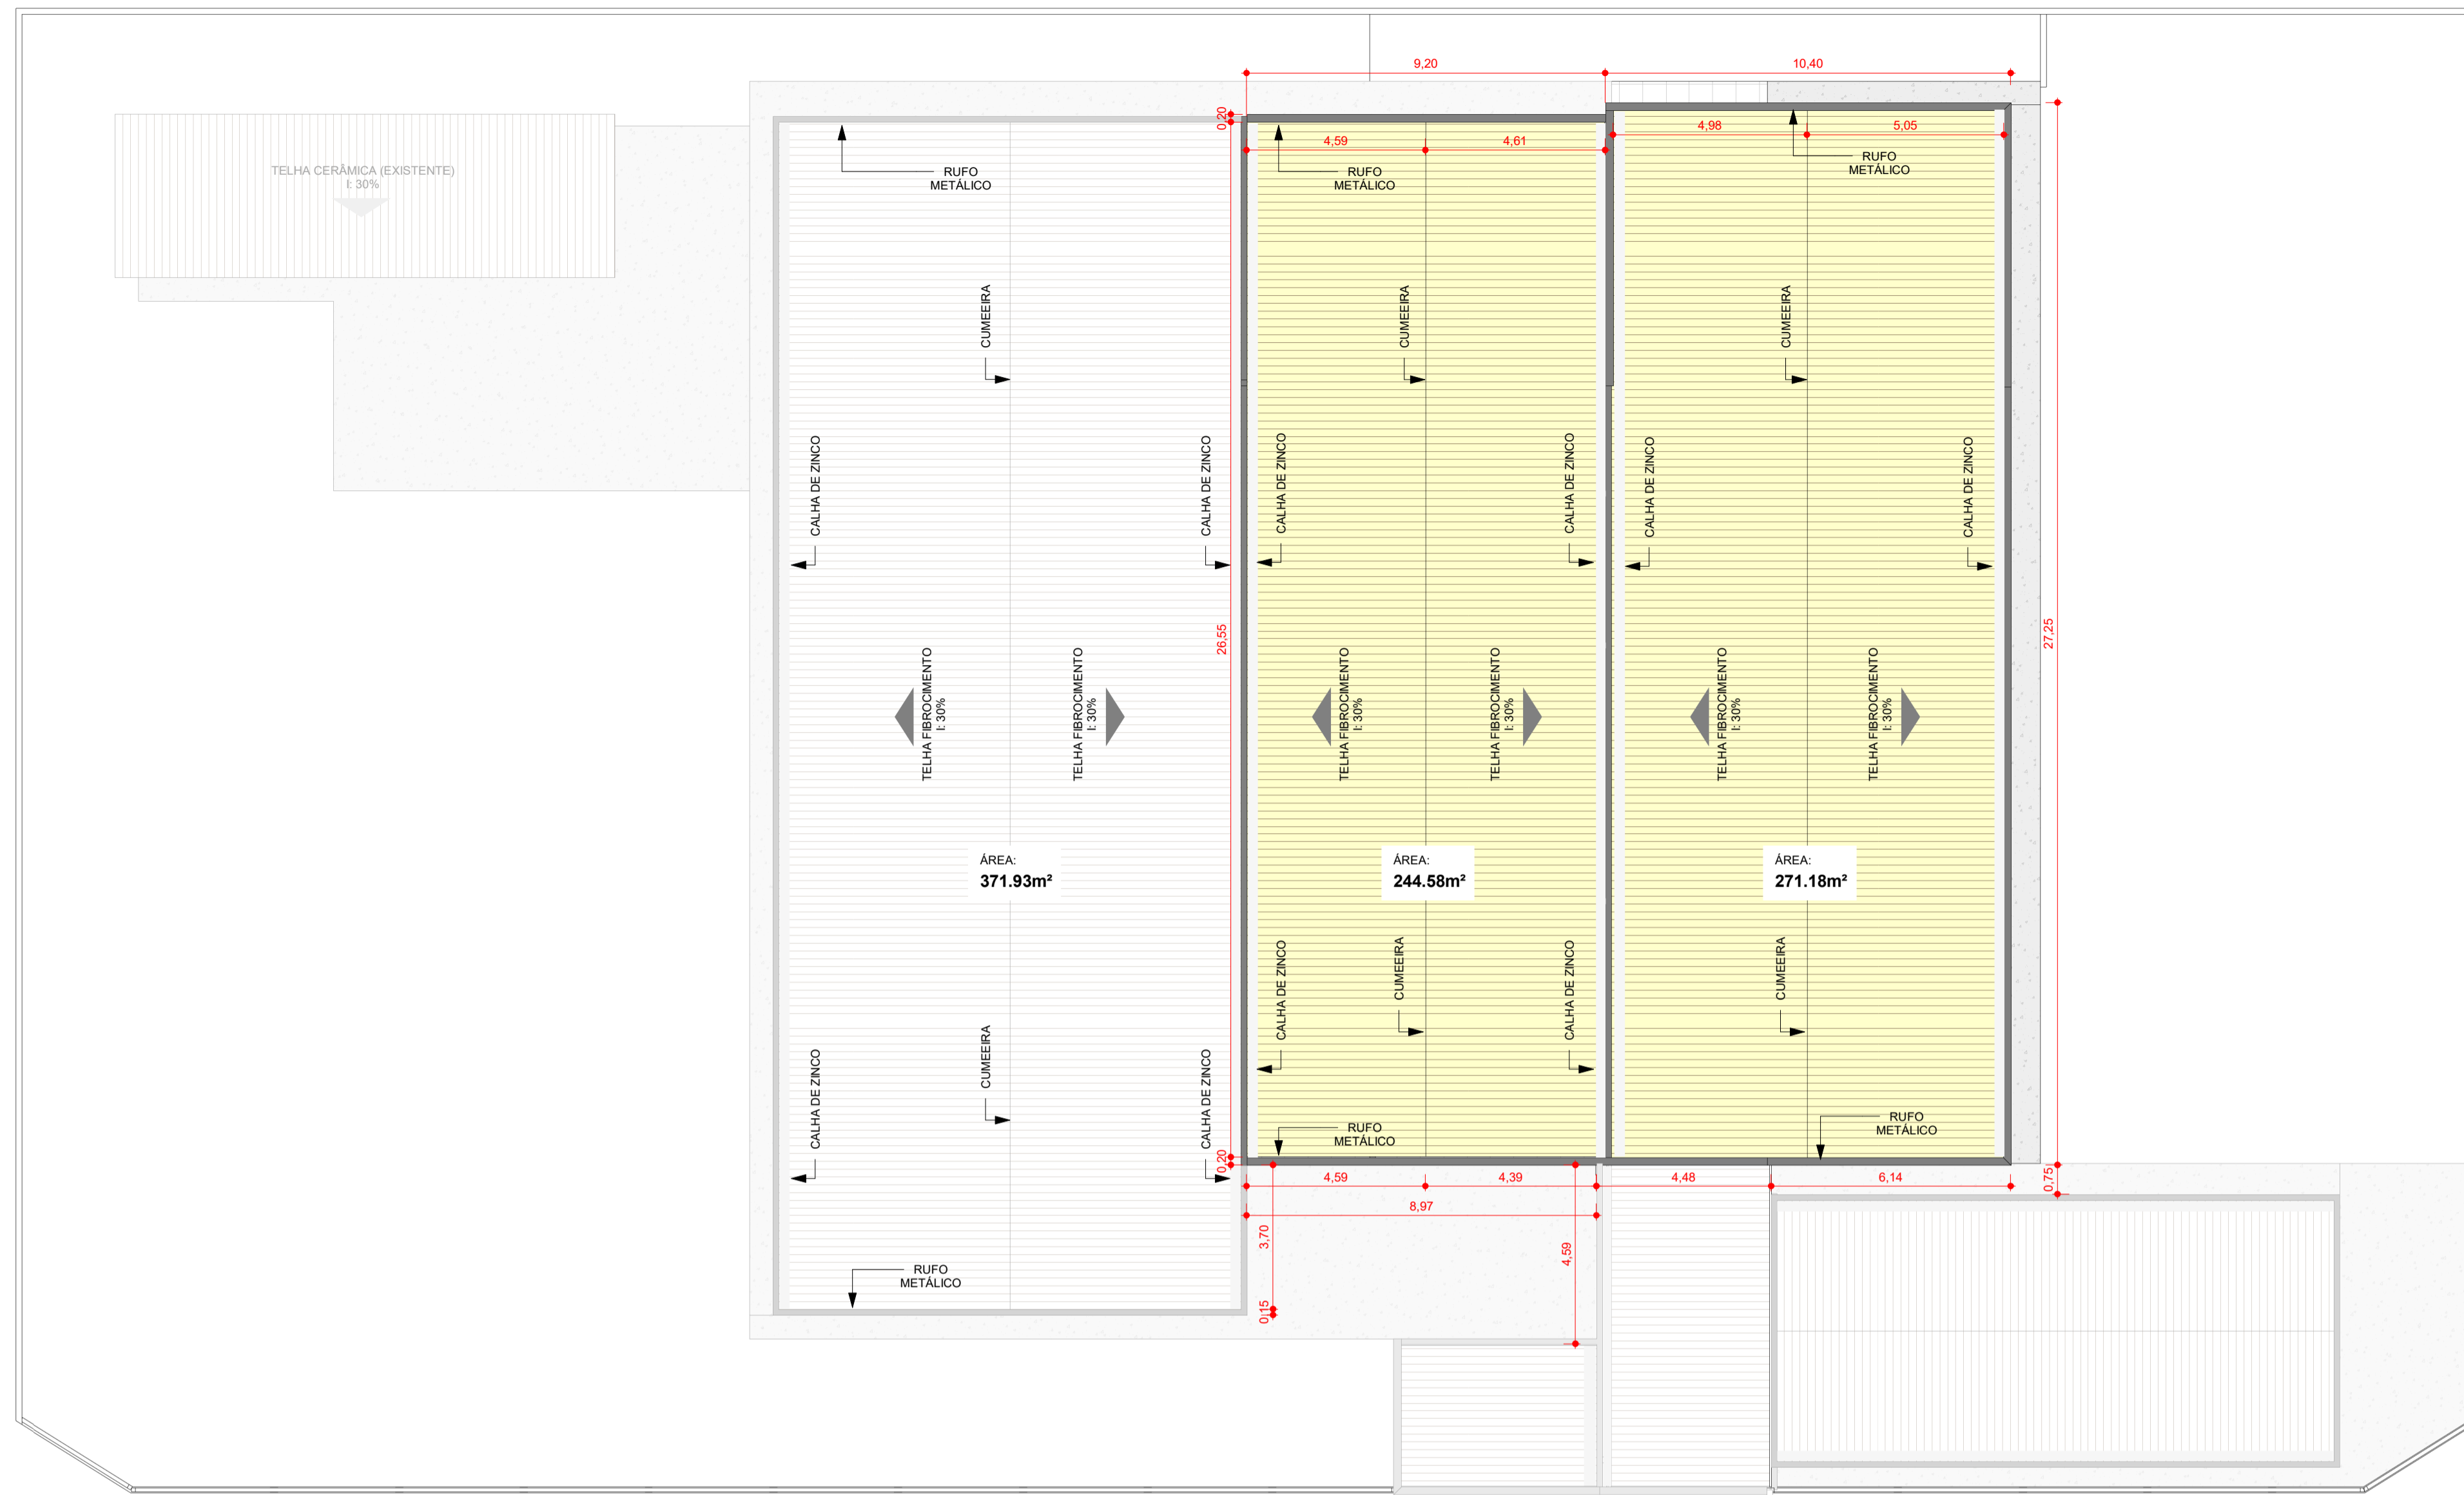 9,20
10,40
0,20
4,59
4,61
4,98
5,05
RUFO
METÁLICO
RUFO
METÁLICO
RUFO
METÁLICO
TELHA CERÂMICA (EXISTENTE)
I: 30%
CUMEEIRA
CUMEEIRA
CUMEEIRA
CALHA DE ZINCO
CALHA DE ZINCO
CALHA DE ZINCO
CALHA DE ZINCO
CALHA DE ZINCO
CALHA DE ZINCO
26,55
27,25
TELHA FIBROCIMENTO
I: 30%
TELHA FIBROCIMENTO
I: 30%
TELHA FIBROCIMENTO
I: 30%
TELHA FIBROCIMENTO
I: 30%
TELHA FIBROCIMENTO
I: 30%
TELHA FIBROCIMENTO
I: 30%
ÁREA:
371.93m²
ÁREA:
244.58m²
ÁREA:
271.18m²
CALHA DE ZINCO
CUMEEIRA
CALHA DE ZINCO
CUMEEIRA
CALHA DE ZINCO
CUMEEIRA
CALHA DE ZINCO
CALHA DE ZINCO
RUFO
METÁLICO
RUFO
METÁLICO
0,20
4,59
4,39
4,48
6,14
0,75
8,97
3,70
4,59
RUFO
METÁLICO
0,15